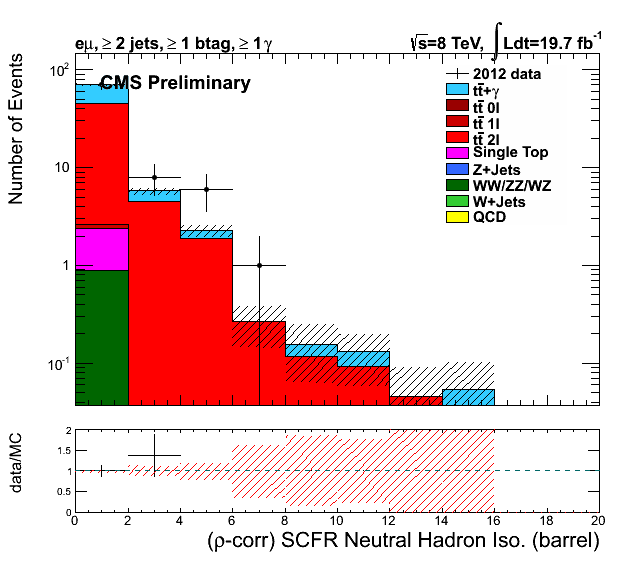 eμ, ≥ 2 jets, ≥ 1 btag, ≥ 1γ
√s=8 TeV, ∫ Ldt=19.7 fb⁻¹
CMS Preliminary
Number of Events
10²
10
1
10⁻¹
2012 data
tt̄+γ
tt̄ 0l
tt̄ 1l
tt̄ 2l
Single Top
Z+Jets
WW/ZZ/WZ
W+Jets
QCD
data/MC
2
1.5
1
0.5
0
0 2 4 6 8 10 12 14 16 18 20
(ρ-corr) SCFR Neutral Hadron Iso. (barrel)